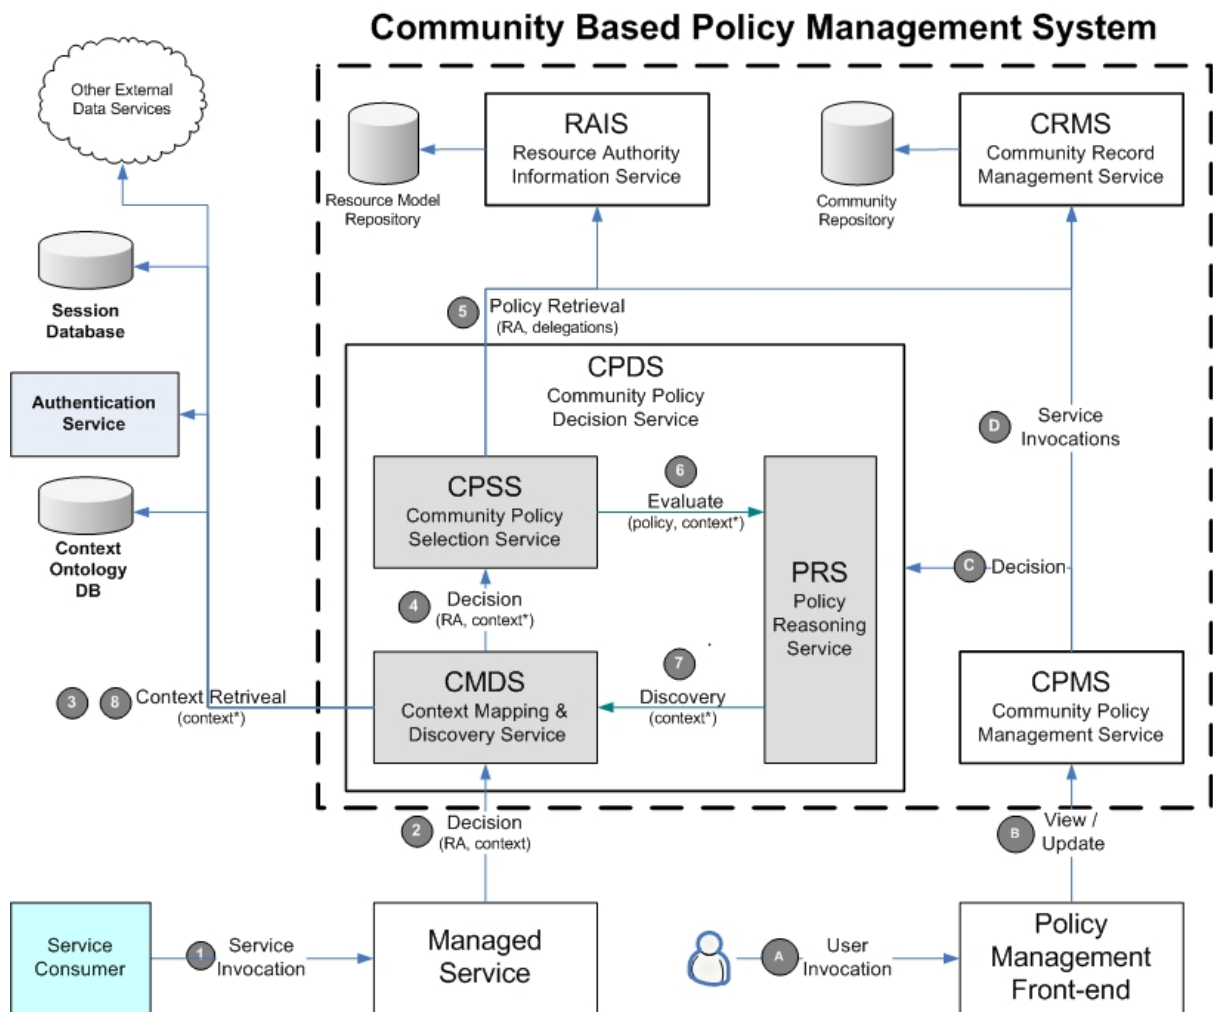 Community Based Policy Management System
Other External
Data Services
RAIS
Resource Authority
Information Service
Resource Model
Repository
CRMS
Community Record
Management Service
Community
Repository
Session
Database
5
Policy Retrieval
(RA, delegations)
CPDS
Community Policy
Decision Service
Authentication
Service
D
Service
Invocations
CPSS
Community Policy
Selection Service
6
Evaluate
(policy, context*)
Context
Ontology
DB
PRS
Policy
Reasoning
Service
C
Decision
4
Decision
(RA, context*)
3
8
Context Retriveal
(context*)
CMDS
Context Mapping &
Discovery Service
7
Discovery
(context*)
CPMS
Community Policy
Management Service
2
Decision
(RA, context)
B
View /
Update
Service
Consumer
1
Service
Invocation
Managed
Service
A
User
Invocation
Policy
Management
Front-end